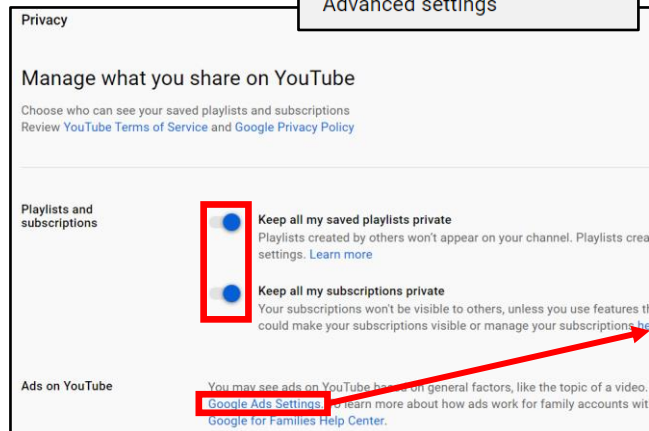 Advanced settings
Privacy
Manage what you share on YouTube
Choose who can see your saved playlists and subscriptions
Review YouTube Terms of Service and Google Privacy Policy
Playlists and
subscriptions
Keep all my saved playlists private
Playlists created by others won't appear on your channel. Playlists crea
settings. Learn more
Keep all my subscriptions private
Your subscriptions won't be visible to others, unless you use features th
could make your subscriptions visible or manage your subscriptions he
Ads on YouTube
You may see ads on YouTube based on general factors, like the topic of a video.
Google Ads Settings. To learn more about how ads work for family accounts wit
Google for Families Help Center.